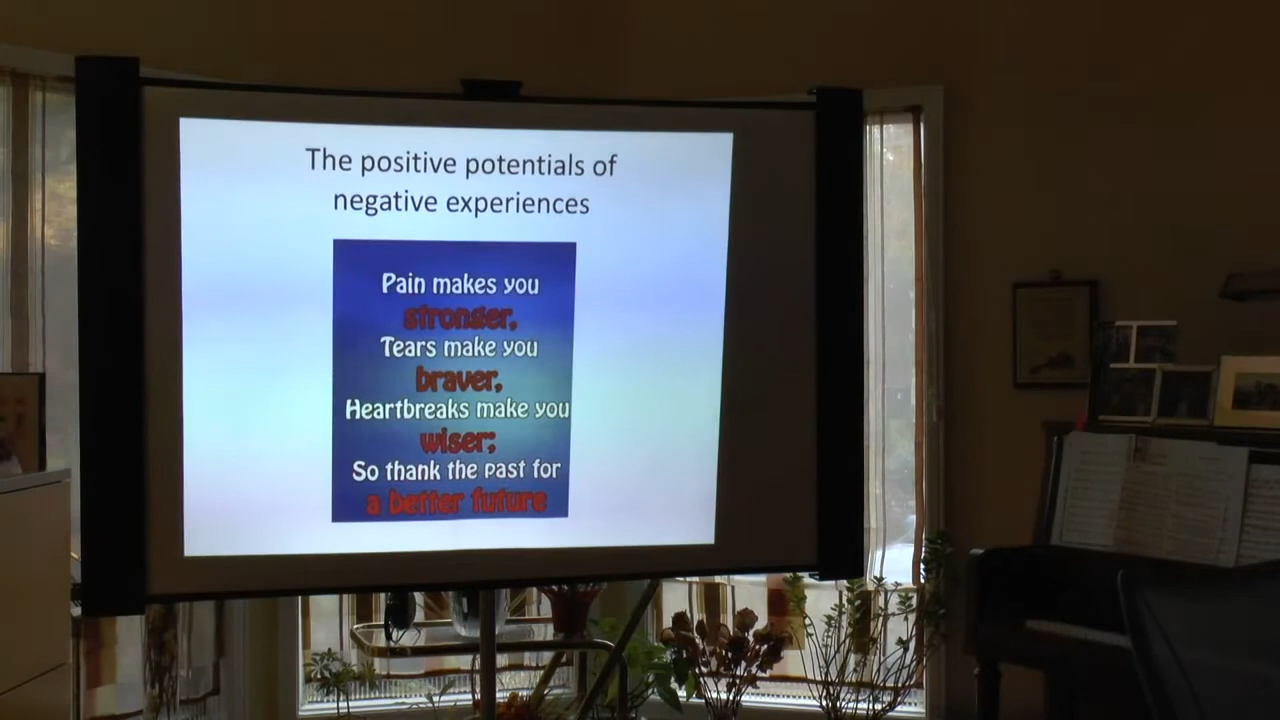 The positive potentials of
negative experiences
Pain makes you
stronger,
Tears make you
braver,
Heartbreaks make you
wiser;
So thank the past for
a better future